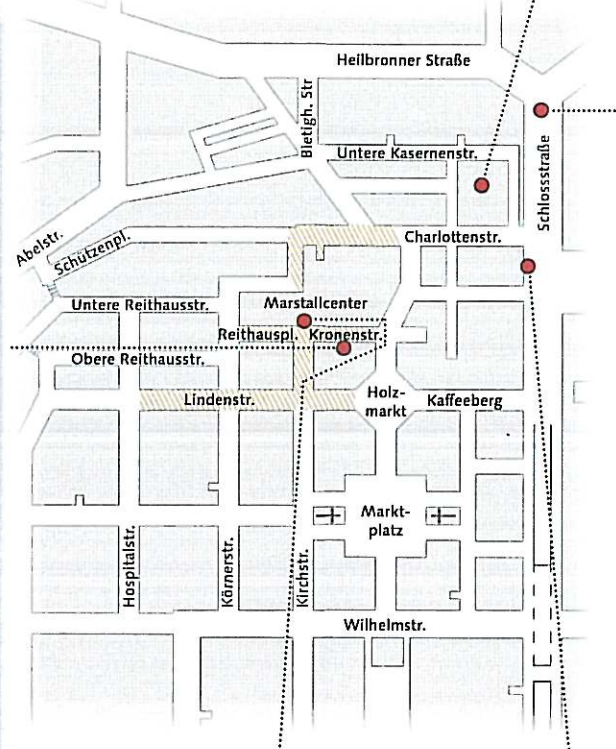 Heilbronner Straße
Bietigh. Str
Untere Kasernenstr.
Schlossstraße
Charlottenstr.
Abelstr.
Schützenpl.
Marstallcenter
Untere Reithausstr.
Reithauspl. Kronenstr.
Obere Reithausstr.
Lindenstr.
Holz-
markt
Kaffeeberg
Markt-
platz
Hospitalstr.
Körnerstr.
Kirchstr.
Wilhelmstr.